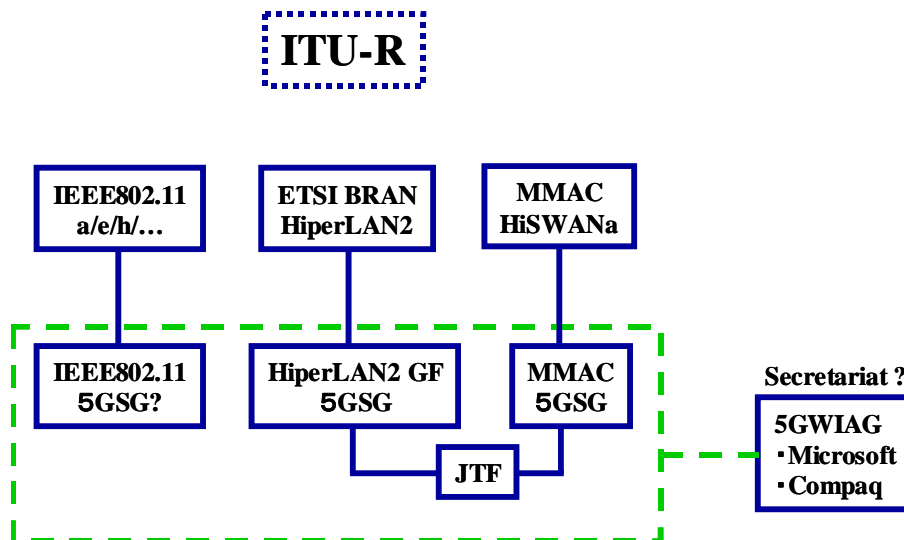 ITU-R
IEEE802.11
a/e/h/…
ETSI BRAN
HiperLAN2
MMAC
HiSWANa
IEEE802.11
5GSG?
HiperLAN2 GF
5GSG
MMAC
5GSG
JTF
Secretariat ?
5GWIAG
・Microsoft
・Compaq